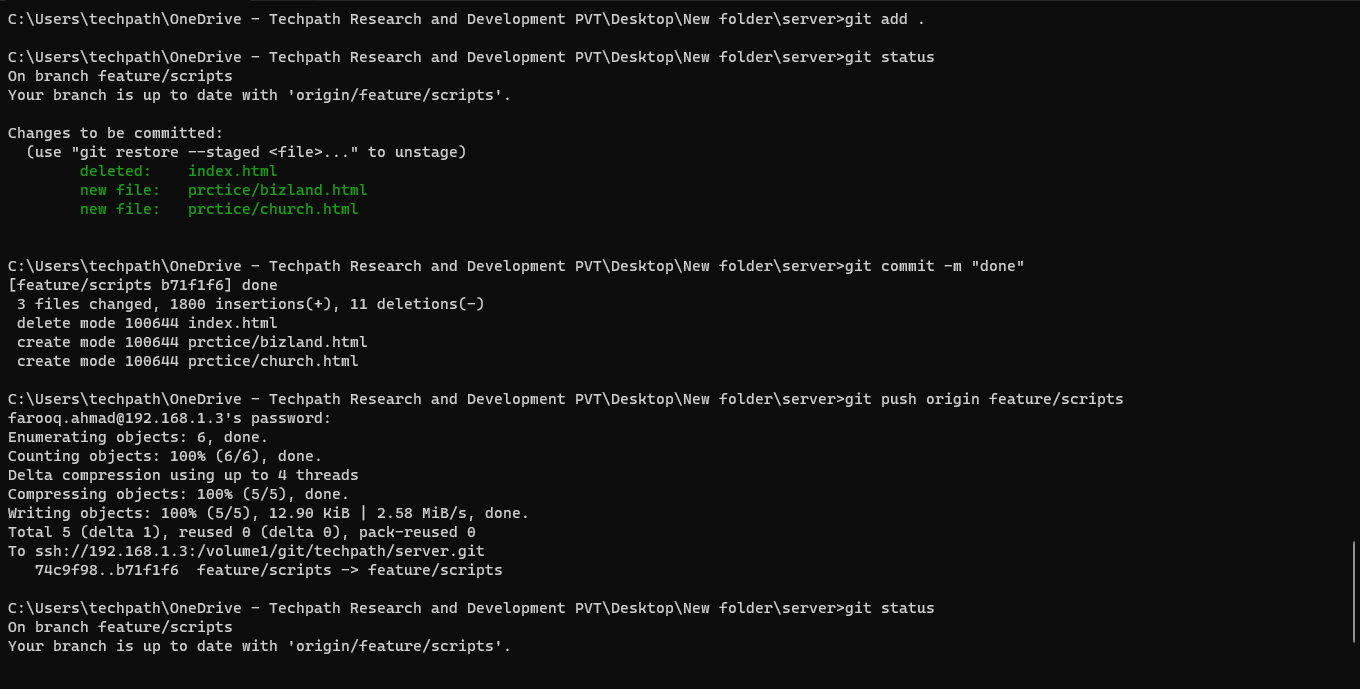 C:\Users\techpath\OneDrive - Techpath Research and Development PVT\Desktop\New folder\server>git add .
C:\Users\techpath\OneDrive - Techpath Research and Development PVT\Desktop\New folder\server>git status
On branch feature/scripts
Your branch is up to date with 'origin/feature/scripts'.
Changes to be committed:
  (use "git restore --staged <file>..." to unstage)
        deleted:    index.html
        new file:   prctice/bizland.html
        new file:   prctice/church.html
C:\Users\techpath\OneDrive - Techpath Research and Development PVT\Desktop\New folder\server>git commit -m "done"
[feature/scripts b71f1f6] done
 3 files changed, 1800 insertions(+), 11 deletions(-)
 delete mode 100644 index.html
 create mode 100644 prctice/bizland.html
 create mode 100644 prctice/church.html
C:\Users\techpath\OneDrive - Techpath Research and Development PVT\Desktop\New folder\server>git push origin feature/scripts
farooq.ahmad@192.168.1.3's password:
Enumerating objects: 6, done.
Counting objects: 100% (6/6), done.
Delta compression using up to 4 threads
Compressing objects: 100% (5/5), done.
Writing objects: 100% (5/5), 12.90 KiB | 2.58 MiB/s, done.
Total 5 (delta 1), reused 0 (delta 0), pack-reused 0
To ssh://192.168.1.3:/volume1/git/techpath/server.git
   74c9f98..b71f1f6  feature/scripts -> feature/scripts
C:\Users\techpath\OneDrive - Techpath Research and Development PVT\Desktop\New folder\server>git status
On branch feature/scripts
Your branch is up to date with 'origin/feature/scripts'.